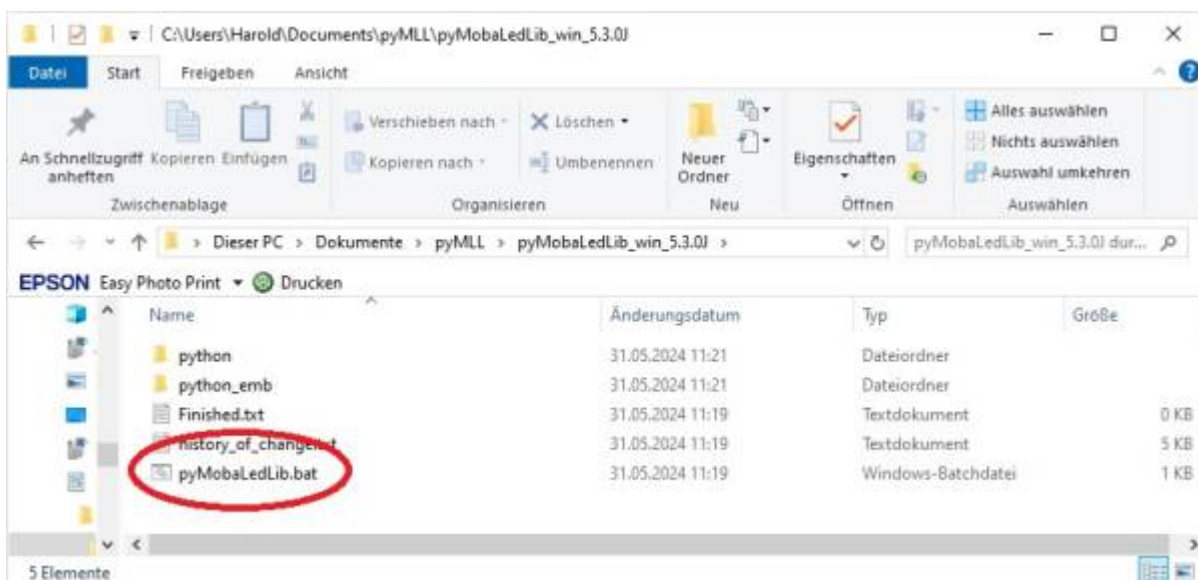 C:\Users\Harold\Documents\pyMLL\pyMobaLedLib_win_5.3.0J
Datei Start Freigeben Ansicht
An Schnellzugriff anheften
Kopieren
Einfügen
Verschieben nach
Kopieren nach
Löschen
Umbenennen
Neuer Ordner
Eigenschaften
Alles auswählen
Nichts auswählen
Auswahl umkehren
Zwischenablage Organisieren Neu Öffnen Auswählen
Dieser PC > Dokumente > pyMLL > pyMobaLedLib_win_5.3.0J >
pyMobaLedLib_win_5.3.0J dur...
EPSON Easy Photo Print Drucken
Name Änderungsdatum Typ Größe
python 31.05.2024 11:21 Dateiordner
python_emb 31.05.2024 11:21 Dateiordner
Finished.txt 31.05.2024 11:19 Textdokument 0 KB
history_of_change.txt 31.05.2024 11:19 Textdokument 5 KB
pyMobaLedLib.bat 31.05.2024 11:19 Windows-Batchdatei 1 KB
5 Elemente